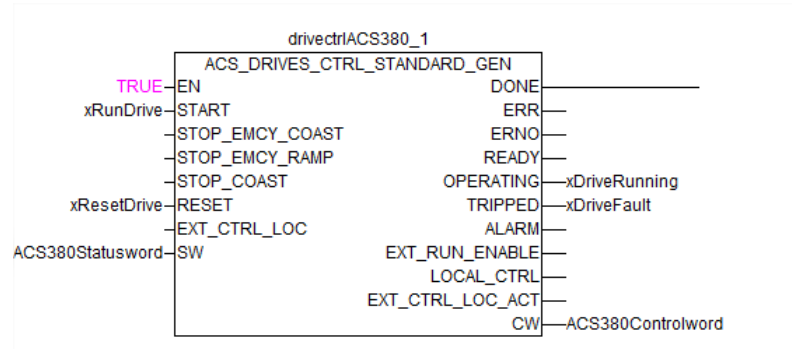 drivectrlACS380_1
ACS_DRIVES_CTRL_STANDARD_GEN
TRUE EN DONE
xRunDrive START ERR
STOP_EMCY_COAST ERNO
STOP_EMCY_RAMP READY
STOP_COAST OPERATING xDriveRunning
xResetDrive RESET TRIPPED xDriveFault
EXT_CTRL_LOC ALARM
ACS380Statusword SW EXT_RUN_ENABLE
LOCAL_CTRL
EXT_CTRL_LOC_ACT
CW ACS380Controlword